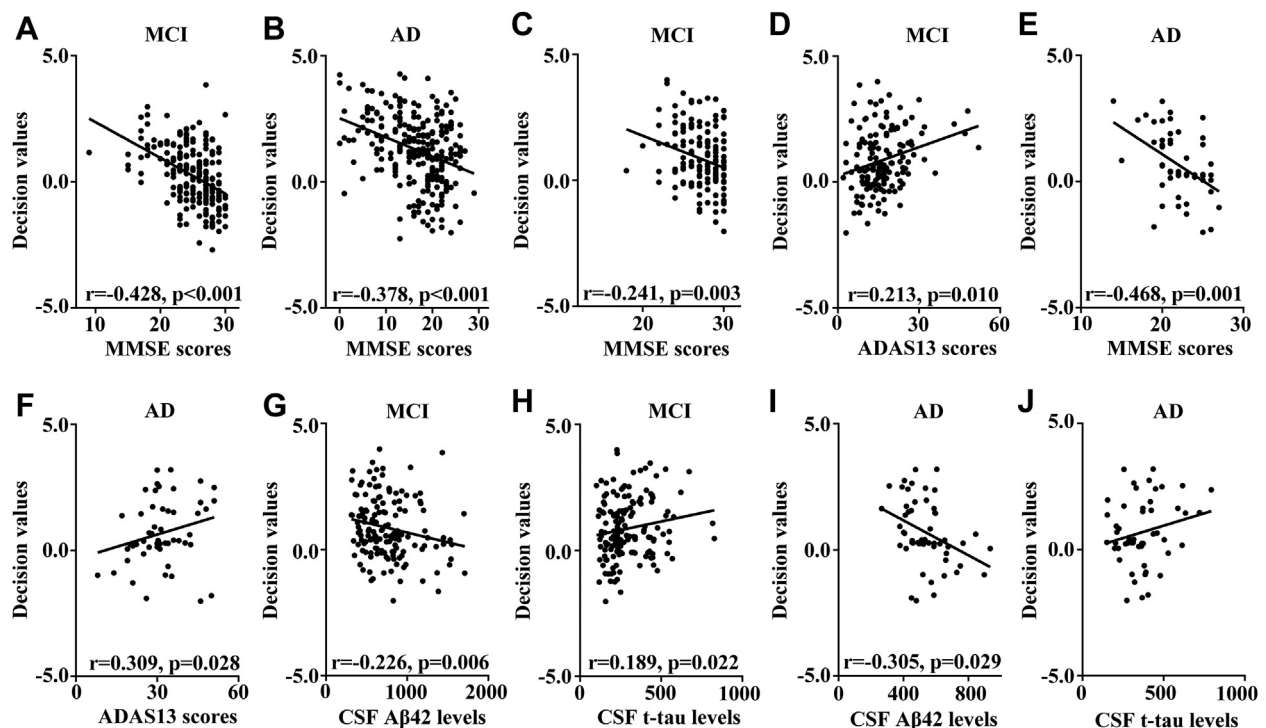 A
MCI
5.0
0.0
-5.0
Decision values
r=-0.428, p<0.001
10 20 30
MMSE scores
B
AD
5.0
0.0
-5.0
Decision values
r=-0.378, p<0.001
0 10 20 30
MMSE scores
C
MCI
5.0
0.0
-5.0
Decision values
r=-0.241, p=0.003
20 30
MMSE scores
D
MCI
5.0
0.0
-5.0
Decision values
r=0.213, p=0.010
0 30 60
ADAS13 scores
E
AD
5.0
0.0
-5.0
Decision values
r=-0.468, p=0.001
10 20 30
MMSE scores
F
AD
5.0
0.0
-5.0
Decision values
r=0.309, p=0.028
0 30 60
ADAS13 scores
G
MCI
5.0
0.0
-5.0
Decision values
r=-0.226, p=0.006
0 1000 2000
CSF Aβ42 levels
H
MCI
5.0
0.0
-5.0
Decision values
r=0.189, p=0.022
0 500 1000
CSF t-tau levels
I
AD
5.0
0.0
-5.0
Decision values
r=-0.305, p=0.029
0 400 800
CSF Aβ42 levels
J
AD
5.0
0.0
-5.0
Decision values
0 500 1000
CSF t-tau levels